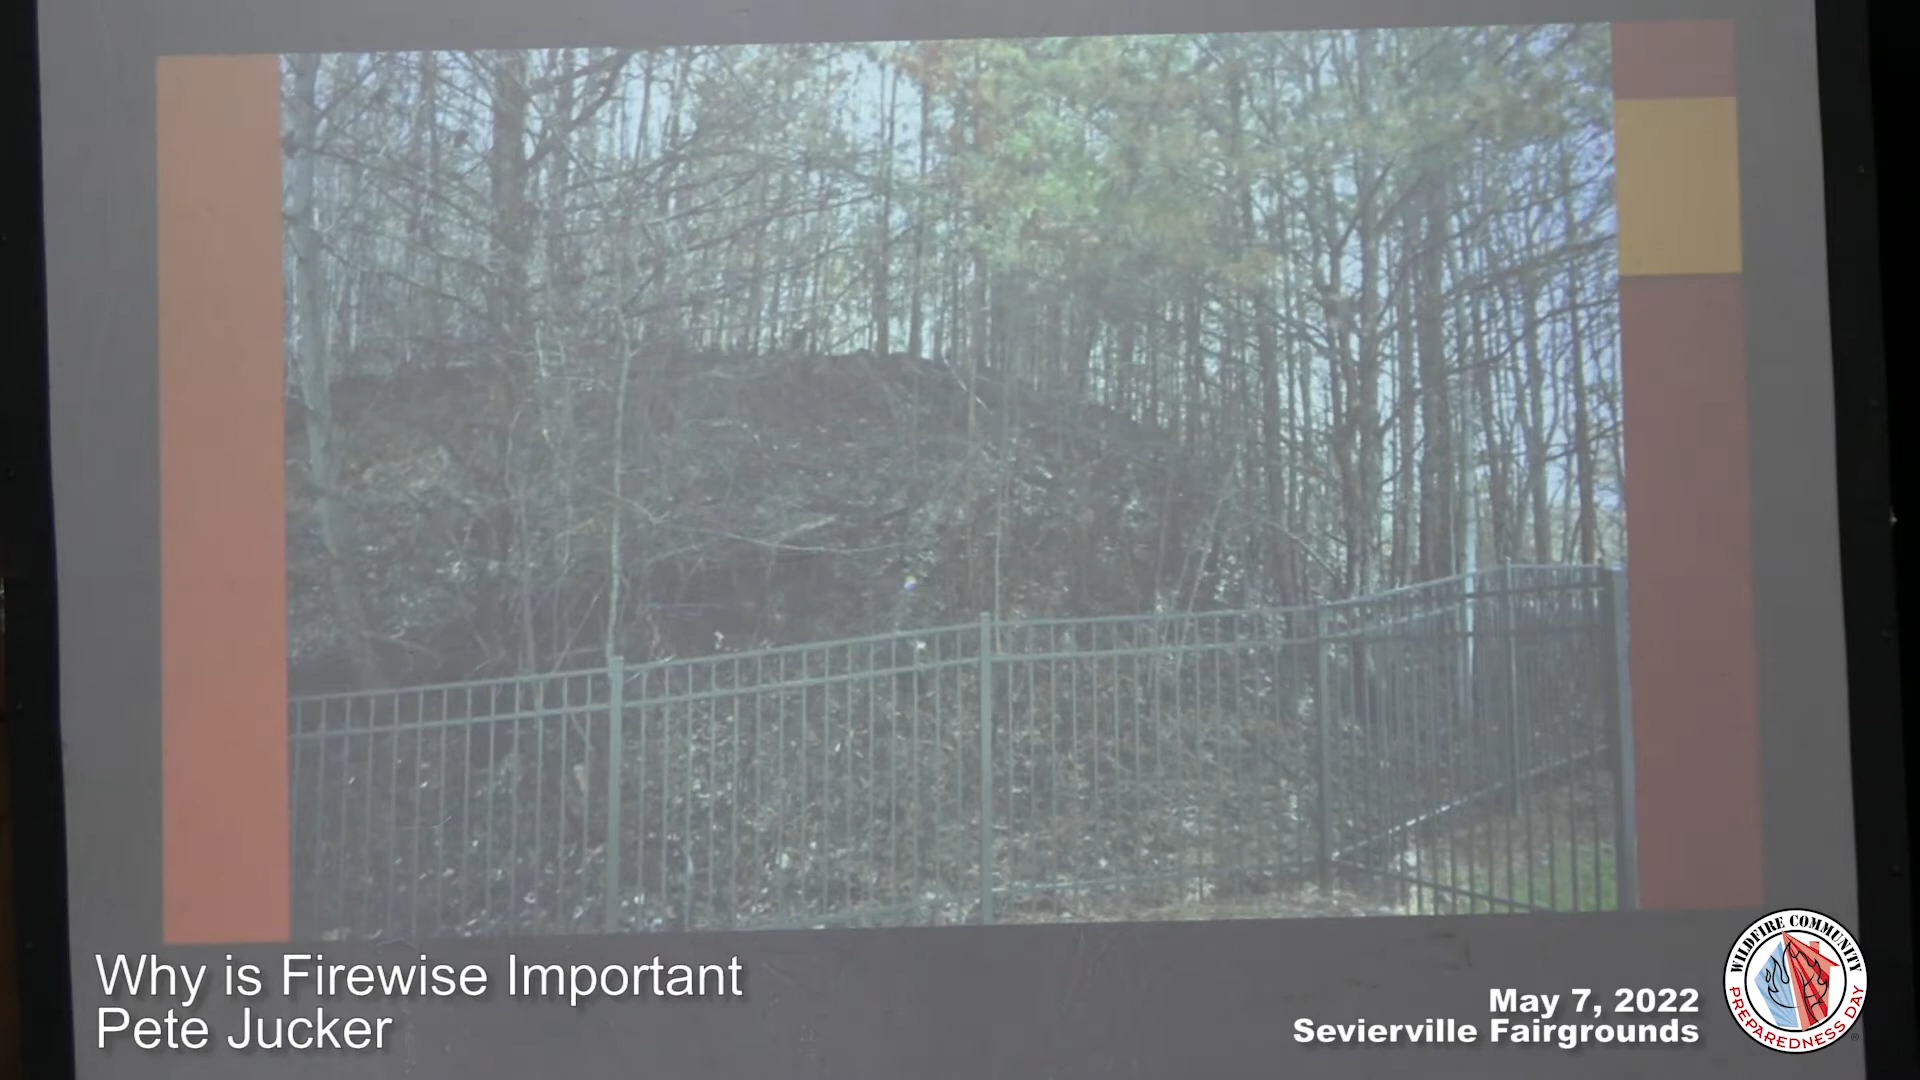 Why is Firewise Important
Pete Jucker
May 7, 2022
Sevierville Fairgrounds
WILDFIRE COMMUNITY
PREPAREDNESS DAY
®